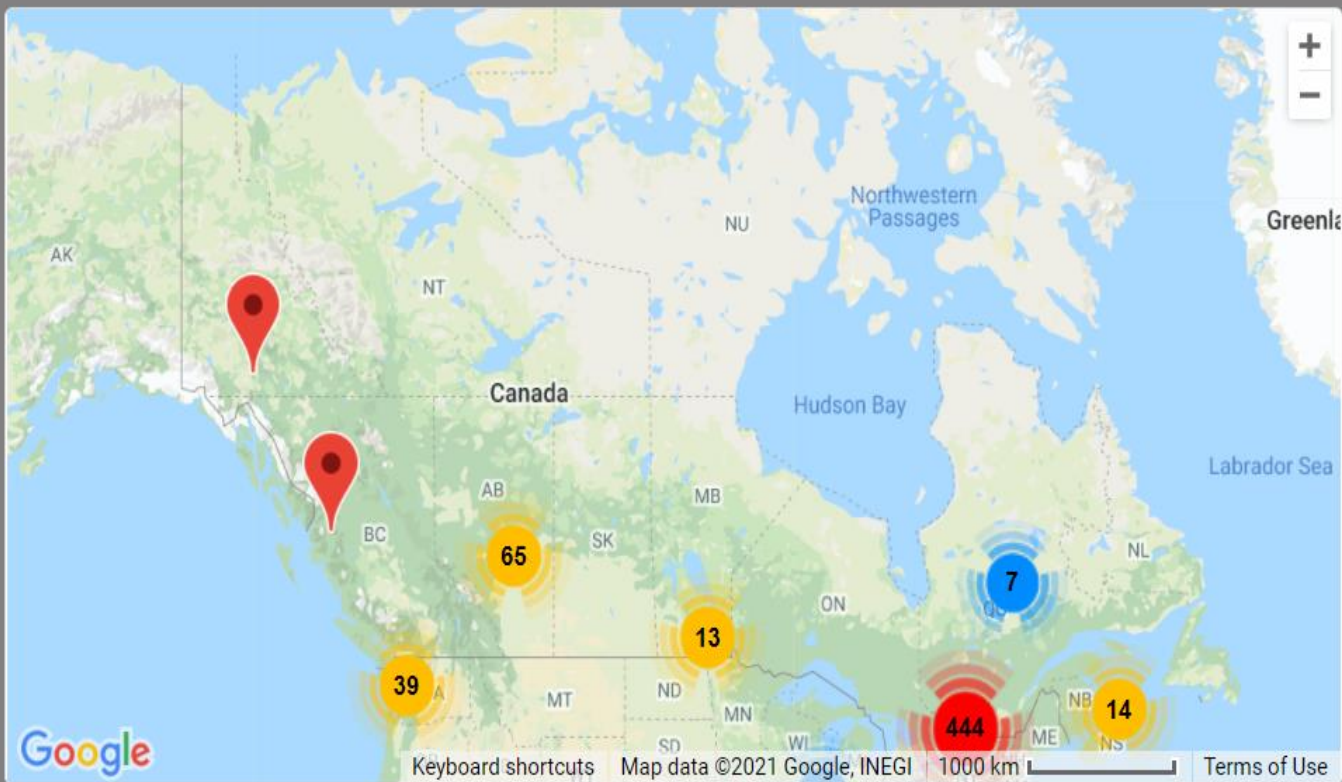 +
−
Northwestern
Passages
NU
Greenla
AK
NT
Canada
Hudson Bay
Labrador Sea
AB
MB
BC
SK
65
NL
7
ON
13
39
MT
ND
NB
14
MN
444
ME
NS
SD
WI
Google
Keyboard shortcuts
Map data ©2021 Google, INEGI
1000 km
Terms of Use